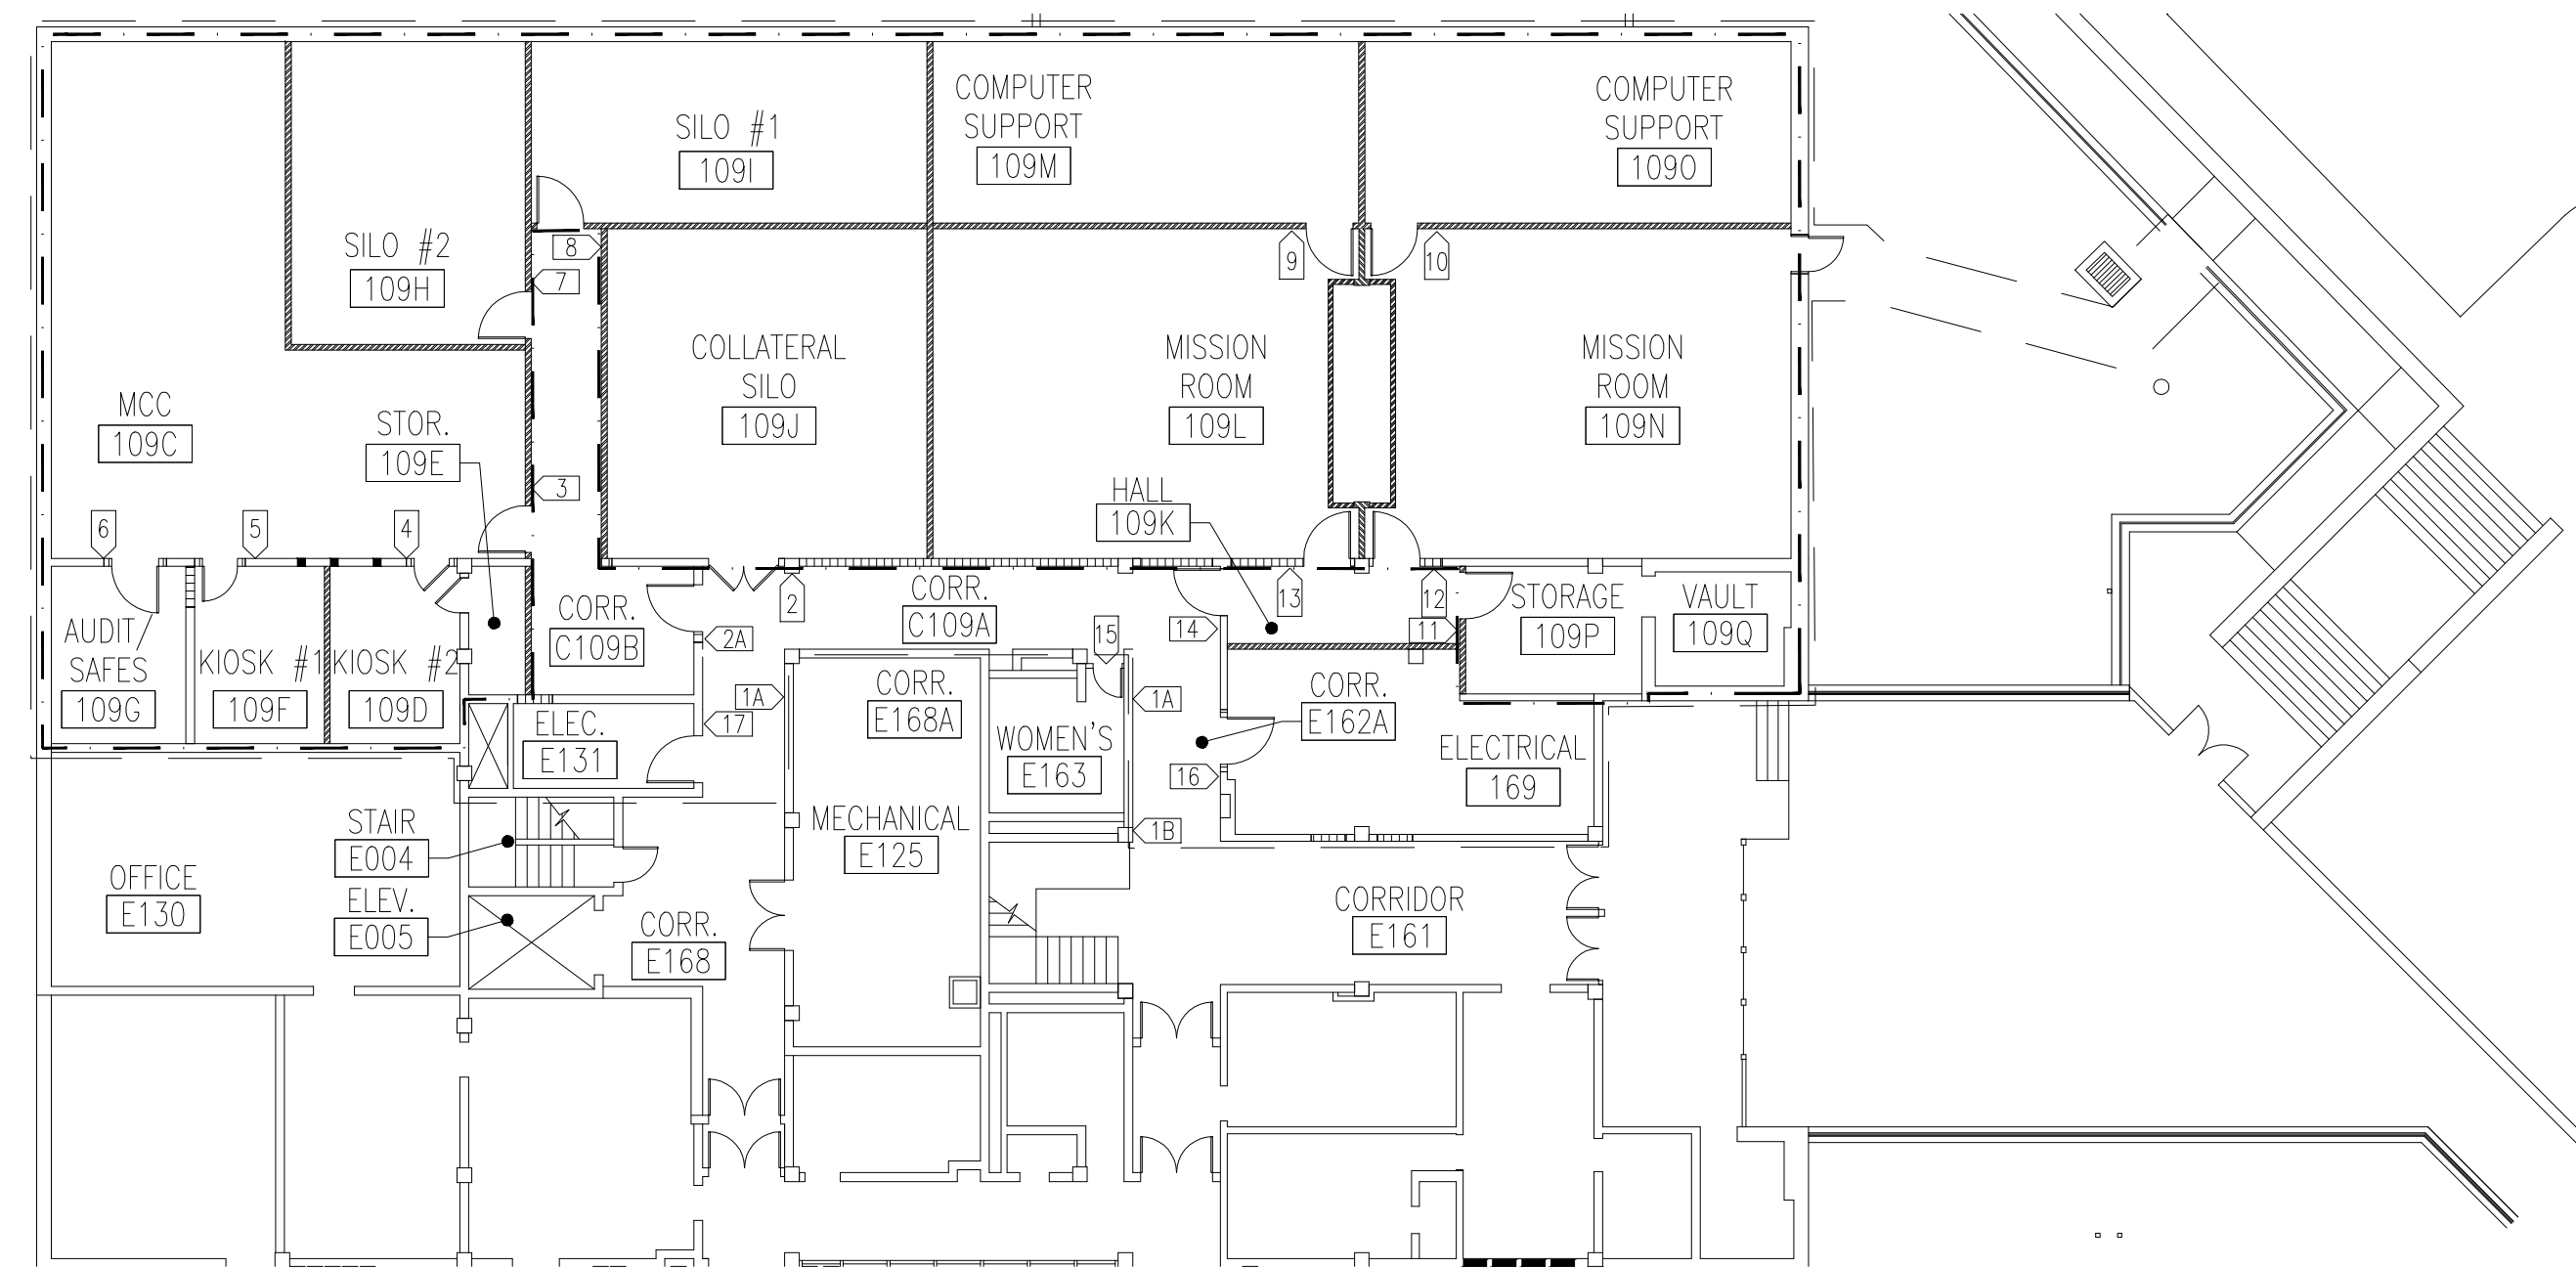 COMPUTER
SUPPORT
109M
COMPUTER
SUPPORT
109O
SILO #1
109I
SILO #2
109H
8
7
9
10
COLLATERAL
SILO
109J
MISSION
ROOM
109L
MISSION
ROOM
109N
MCC
109C
STOR.
109E
3
HALL
109K
6
5
4
2
13
12
CORR.
C109B
CORR.
C109A
STORAGE
109P
VAULT
109Q
2A
15
14
11
AUDIT
SAFES
109G
KIOSK #1
109F
KIOSK #2
109D
1A
CORR.
E168A
1A
CORR.
E162A
17
ELEC.
E131
WOMEN'S
E163
16
ELECTRICAL
169
STAIR
E004
MECHANICAL
E125
1B
OFFICE
E130
ELEV.
E005
CORR.
E168
CORRIDOR
E161